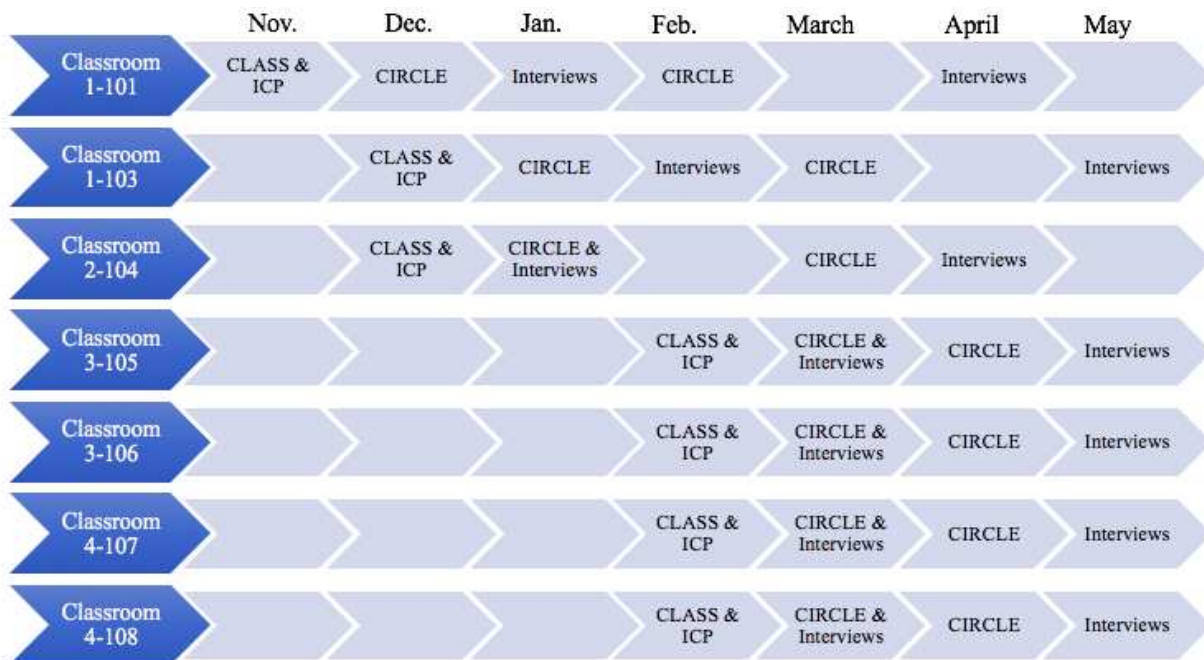 Nov. Dec. Jan. Feb. March April May
Classroom
1-101
CLASS &
ICP
CIRCLE
Interviews
CIRCLE
Interviews
Classroom
1-103
CLASS &
ICP
CIRCLE
Interviews
CIRCLE
Interviews
Classroom
2-104
CLASS &
ICP
CIRCLE &
Interviews
CIRCLE
Interviews
Classroom
3-105
CLASS &
ICP
CIRCLE &
Interviews
CIRCLE
Interviews
Classroom
3-106
CLASS &
ICP
CIRCLE &
Interviews
CIRCLE
Interviews
Classroom
4-107
CLASS &
ICP
CIRCLE &
Interviews
CIRCLE
Interviews
Classroom
4-108
CLASS &
ICP
CIRCLE &
Interviews
CIRCLE
Interviews